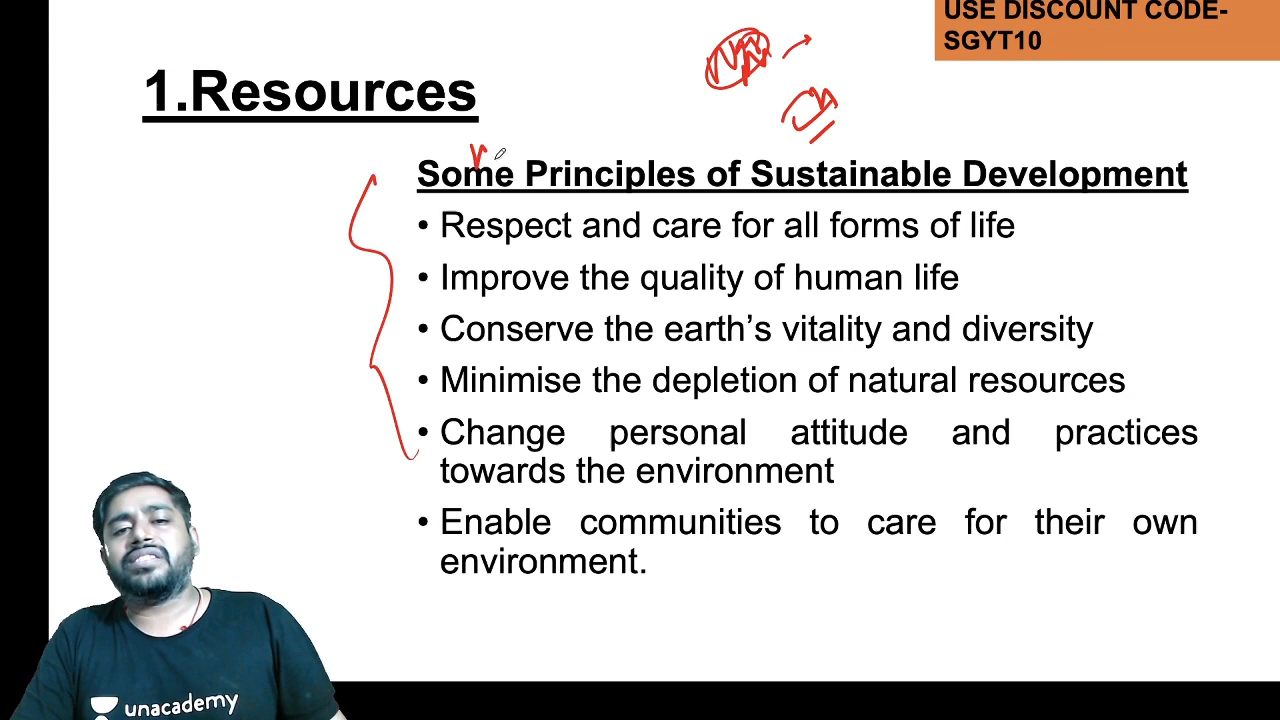 USE DISCOUNT CODE-
SGYT10
1.Resources
Some Principles of Sustainable Development
• Respect and care for all forms of life
• Improve the quality of human life
• Conserve the earth’s vitality and diversity
• Minimise the depletion of natural resources
• Change personal attitude and practices
towards the environment
• Enable communities to care for their own
environment.
unacademy